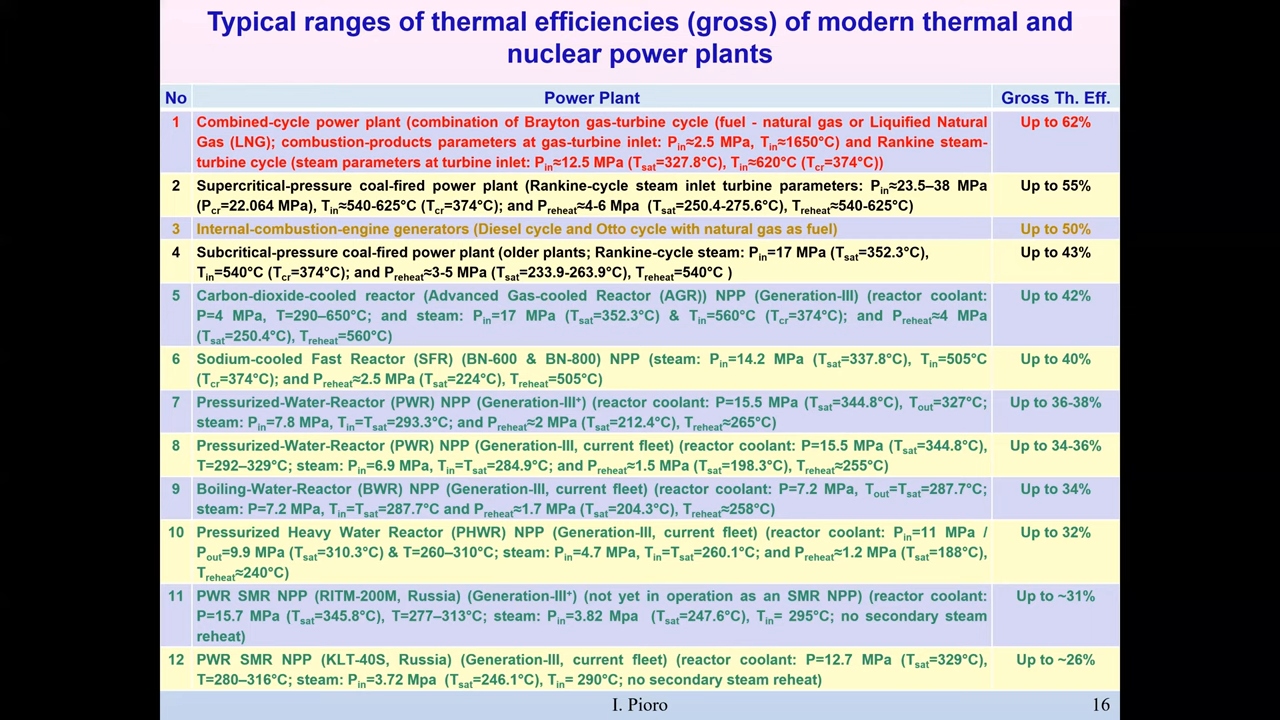 Typical ranges of thermal efficiencies (gross) of modern thermal and
nuclear power plants
No Power Plant Gross Th. Eff.
1 Combined-cycle power plant (combination of Brayton gas-turbine cycle (fuel - natural gas or Liquified Natural Up to 62%
Gas (LNG); combustion-products parameters at gas-turbine inlet: Pin≈2.5 MPa, Tin≈1650°C) and Rankine steam-
turbine cycle (steam parameters at turbine inlet: Pin≈12.5 MPa (Tsat=327.8°C), Tin≈620°C (Tcr=374°C))
2 Supercritical-pressure coal-fired power plant (Rankine-cycle steam inlet turbine parameters: Pin≈23.5–38 MPa Up to 55%
(Pcr=22.064 MPa), Tin≈540-625°C (Tcr=374°C); and Preheat≈4-6 Mpa (Tsat=250.4-275.6°C), Treheat≈540-625°C)
3 Internal-combustion-engine generators (Diesel cycle and Otto cycle with natural gas as fuel) Up to 50%
4 Subcritical-pressure coal-fired power plant (older plants; Rankine-cycle steam: Pin=17 MPa (Tsat=352.3°C), Up to 43%
Tin=540°C (Tcr=374°C); and Preheat≈3-5 MPa (Tsat=233.9-263.9°C), Treheat=540°C )
5 Carbon-dioxide-cooled reactor (Advanced Gas-cooled Reactor (AGR)) NPP (Generation-III) (reactor coolant: Up to 42%
P=4 MPa, T=290–650°C; and steam: Pin=17 MPa (Tsat=352.3°C) & Tin=560°C (Tcr=374°C); and Preheat≈4 MPa
(Tsat=250.4°C), Treheat=560°C)
6 Sodium-cooled Fast Reactor (SFR) (BN-600 & BN-800) NPP (steam: Pin=14.2 MPa (Tsat=337.8°C), Tin=505°C Up to 40%
(Tcr=374°C); and Preheat≈2.5 MPa (Tsat=224°C), Treheat=505°C)
7 Pressurized-Water-Reactor (PWR) NPP (Generation-III⁺) (reactor coolant: P=15.5 MPa (Tsat=344.8°C), Tout=327°C; Up to 36-38%
steam: Pin=7.8 MPa, Tin=Tsat=293.3°C; and Preheat≈2 MPa (Tsat=212.4°C), Treheat≈265°C)
8 Pressurized-Water-Reactor (PWR) NPP (Generation-III, current fleet) (reactor coolant: P=15.5 MPa (Tsat=344.8°C), Up to 34-36%
T=292–329°C; steam: Pin=6.9 MPa, Tin=Tsat=284.9°C; and Preheat≈1.5 MPa (Tsat=198.3°C), Treheat≈255°C)
9 Boiling-Water-Reactor (BWR) NPP (Generation-III, current fleet) (reactor coolant: P=7.2 MPa, Tout=Tsat=287.7°C; Up to 34%
steam: P=7.2 MPa, Tin=Tsat=287.7°C and Preheat≈1.7 MPa (Tsat=204.3°C), Treheat≈258°C)
10 Pressurized Heavy Water Reactor (PHWR) NPP (Generation-III, current fleet) (reactor coolant: Pin=11 MPa / Up to 32%
Pout=9.9 MPa (Tsat=310.3°C) & T=260–310°C; steam: Pin=4.7 MPa, Tin=Tsat=260.1°C; and Preheat≈1.2 MPa (Tsat=188°C),
Treheat≈240°C)
11 PWR SMR NPP (RITM-200M, Russia) (Generation-III⁺) (not yet in operation as an SMR NPP) (reactor coolant: Up to ~31%
P=15.7 MPa (Tsat=345.8°C), T=277–313°C; steam: Pin=3.82 Mpa (Tsat=247.6°C), Tin= 295°C; no secondary steam
reheat)
12 PWR SMR NPP (KLT-40S, Russia) (Generation-III, current fleet) (reactor coolant: P=12.7 MPa (Tsat=329°C), Up to ~26%
T=280–316°C; steam: Pin=3.72 Mpa (Tsat=246.1°C), Tin= 290°C; no secondary steam reheat)
I. Pioro 16